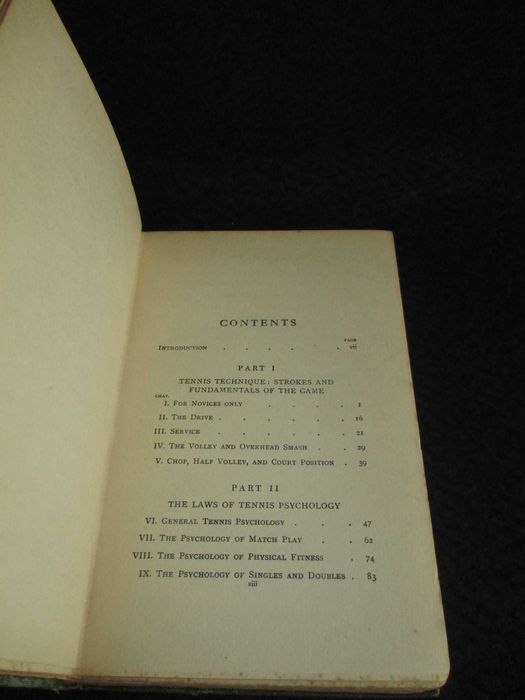 CONTENTS
PAGE
INTRODUCTION . . . . . . vii
PART I
TENNIS TECHNIQUE: STROKES AND
FUNDAMENTALS OF THE GAME
CHAP.
I. FOR NOVICES ONLY . . . . 1
II. THE DRIVE . . . . . . 16
III. SERVICE . . . . . . 21
IV. THE VOLLEY AND OVERHEAD SMASH . . 29
V. CHOP, HALF VOLLEY, AND COURT POSITION . 39
PART II
THE LAWS OF TENNIS PSYCHOLOGY
VI. GENERAL TENNIS PSYCHOLOGY . . . 47
VII. THE PSYCHOLOGY OF MATCH PLAY . . 62
VIII. THE PSYCHOLOGY OF PHYSICAL FITNESS . 74
IX. THE PSYCHOLOGY OF SINGLES AND DOUBLES . 83
xiii